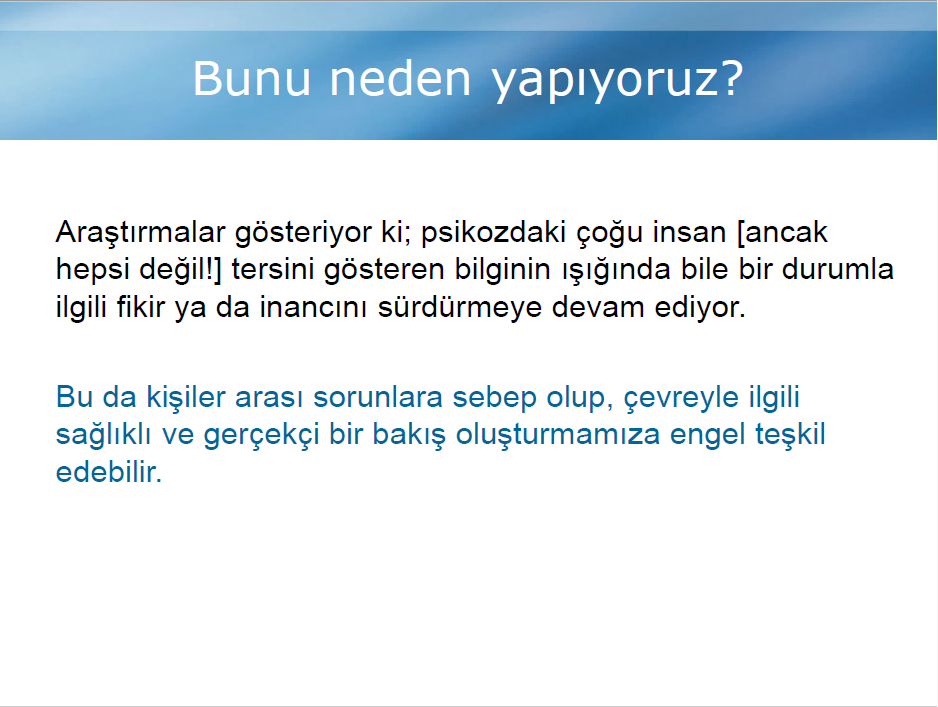 Bunu neden yapıyoruz?
Araştırmalar gösteriyor ki; psikozdaki çoğu insan [ancak
hepsi değil!] tersini gösteren bilginin ışığında bile bir durumla
ilgili fikir ya da inancını sürdürmeye devam ediyor.
Bu da kişiler arası sorunlara sebep olup, çevreyle ilgili
sağlıklı ve gerçekçi bir bakış oluşturmamıza engel teşkil
edebilir.